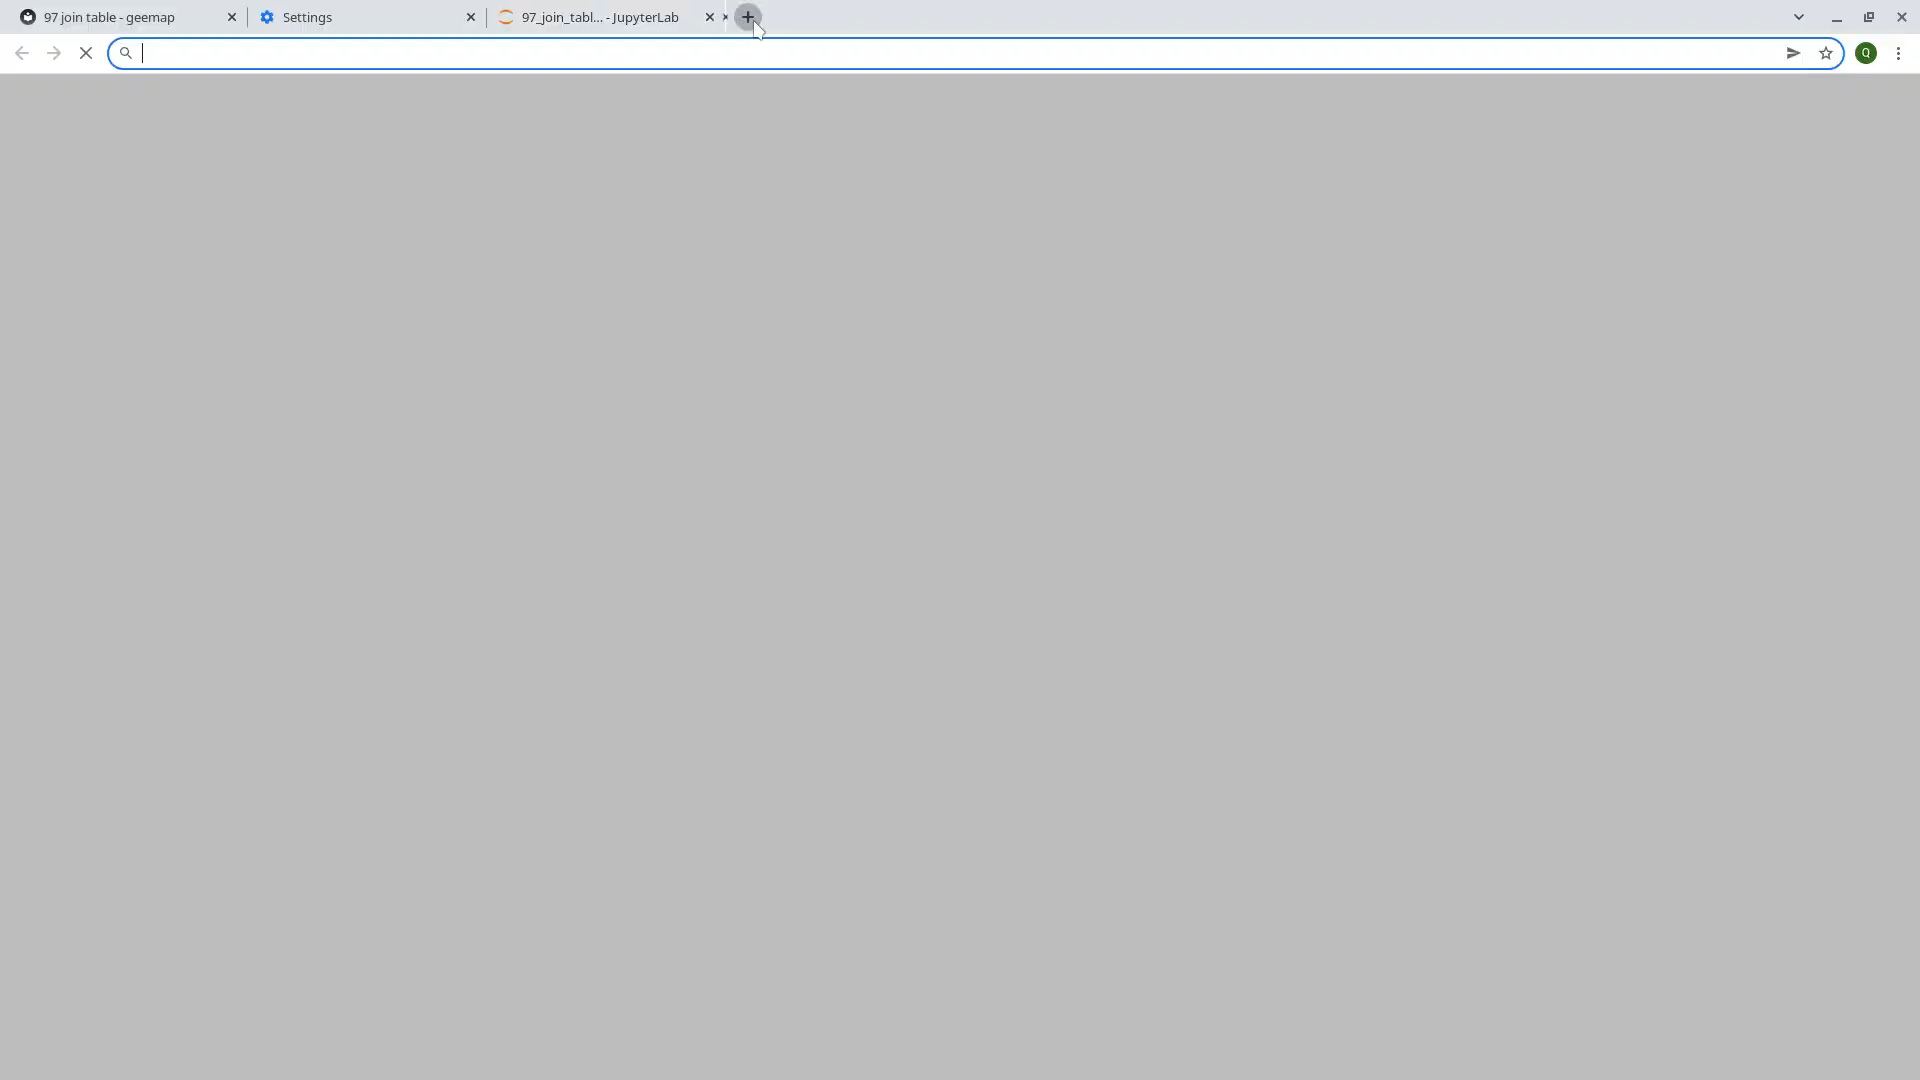 97 join table - geemap
Settings
97_join_tabl... - JupyterLab
Q